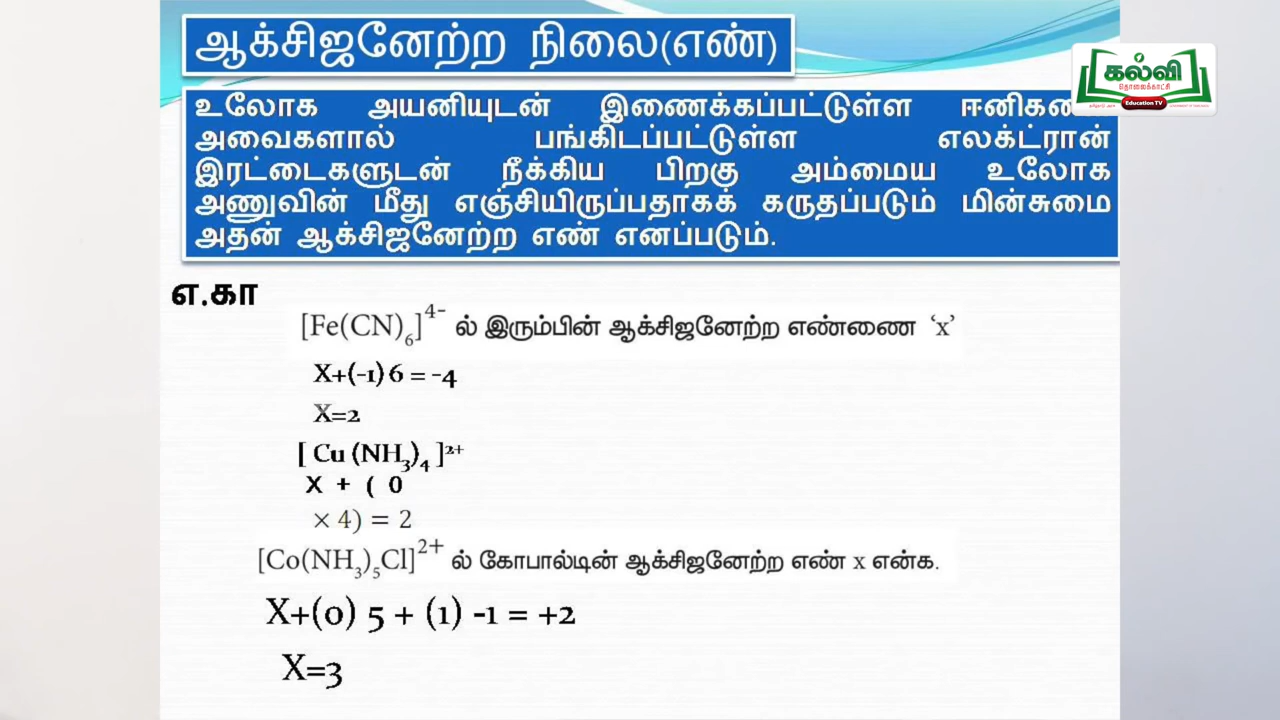 ஆக்சிஜனேற்ற நிலை(எண்)
கல்வி
தொலைக்காட்சி
Education TV
உலோக அயனியுடன் இணைக்கப்பட்டுள்ள
அவைகளால் பங்கிடப்பட்டுள்ள எலக்ட்ரான்
இரட்டைகளுடன் நீக்கிய பிறகு அம்மைய உலோக
அணுவின் மீது எஞ்சியிருப்பதாகக் கருதப்படும் மின்சுமை
அதன் ஆக்சிஜனேற்ற எண் எனப்படும்.
எ.கா
[Fe(CN)₆]⁴⁻ ல் இரும்பின் ஆக்சிஜனேற்ற எண்ணை ‘x’
X+(-1) 6 = -4
X=2
[ Cu (NH₃)₄ ]²⁺
X + ( 0
× 4) = 2
[Co(NH₃)₅Cl]²⁺ ல் கோபால்டின் ஆக்சிஜனேற்ற எண் x என்க.
X+(0) 5 + (1) -1 = +2
X=3